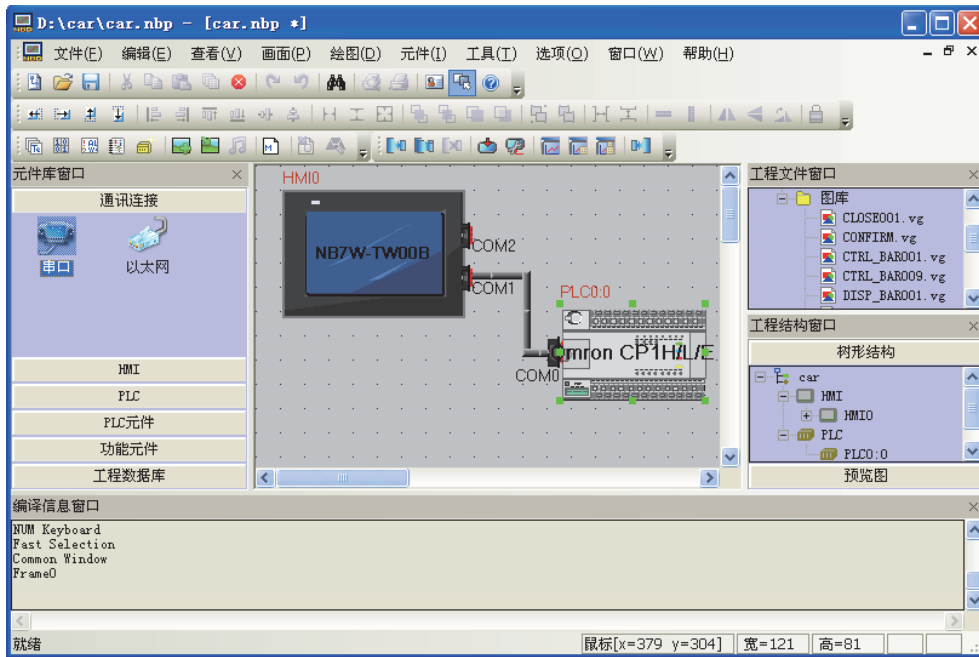 D:\car\car.nbp - [car.nbp *]
文件(F) 编辑(E) 查看(V) 画面(P) 绘图(D) 元件(I) 工具(T) 选项(O) 窗口(W) 帮助(H)
元件库窗口
通讯连接
串口 以太网
HMI
PLC
PLC元件
功能元件
工程数据库
HMI0
NB7W-TW00B
COM2
COM1
PLC0:0
Omron CP1H/L/E
COM0
工程文件窗口
图库
CLOSE001.vg
CONFIRM.vg
CTRL_BAR001.vg
CTRL_BAR009.vg
DISP_BAR001.vg
工程结构窗口
树形结构
car
HMI
HMI0
PLC
PLC0:0
预览图
编译信息窗口
NUM Keyboard
Fast Selection
Common Window
Frame0
就绪 鼠标[x=379 y=304] 宽=121 高=81